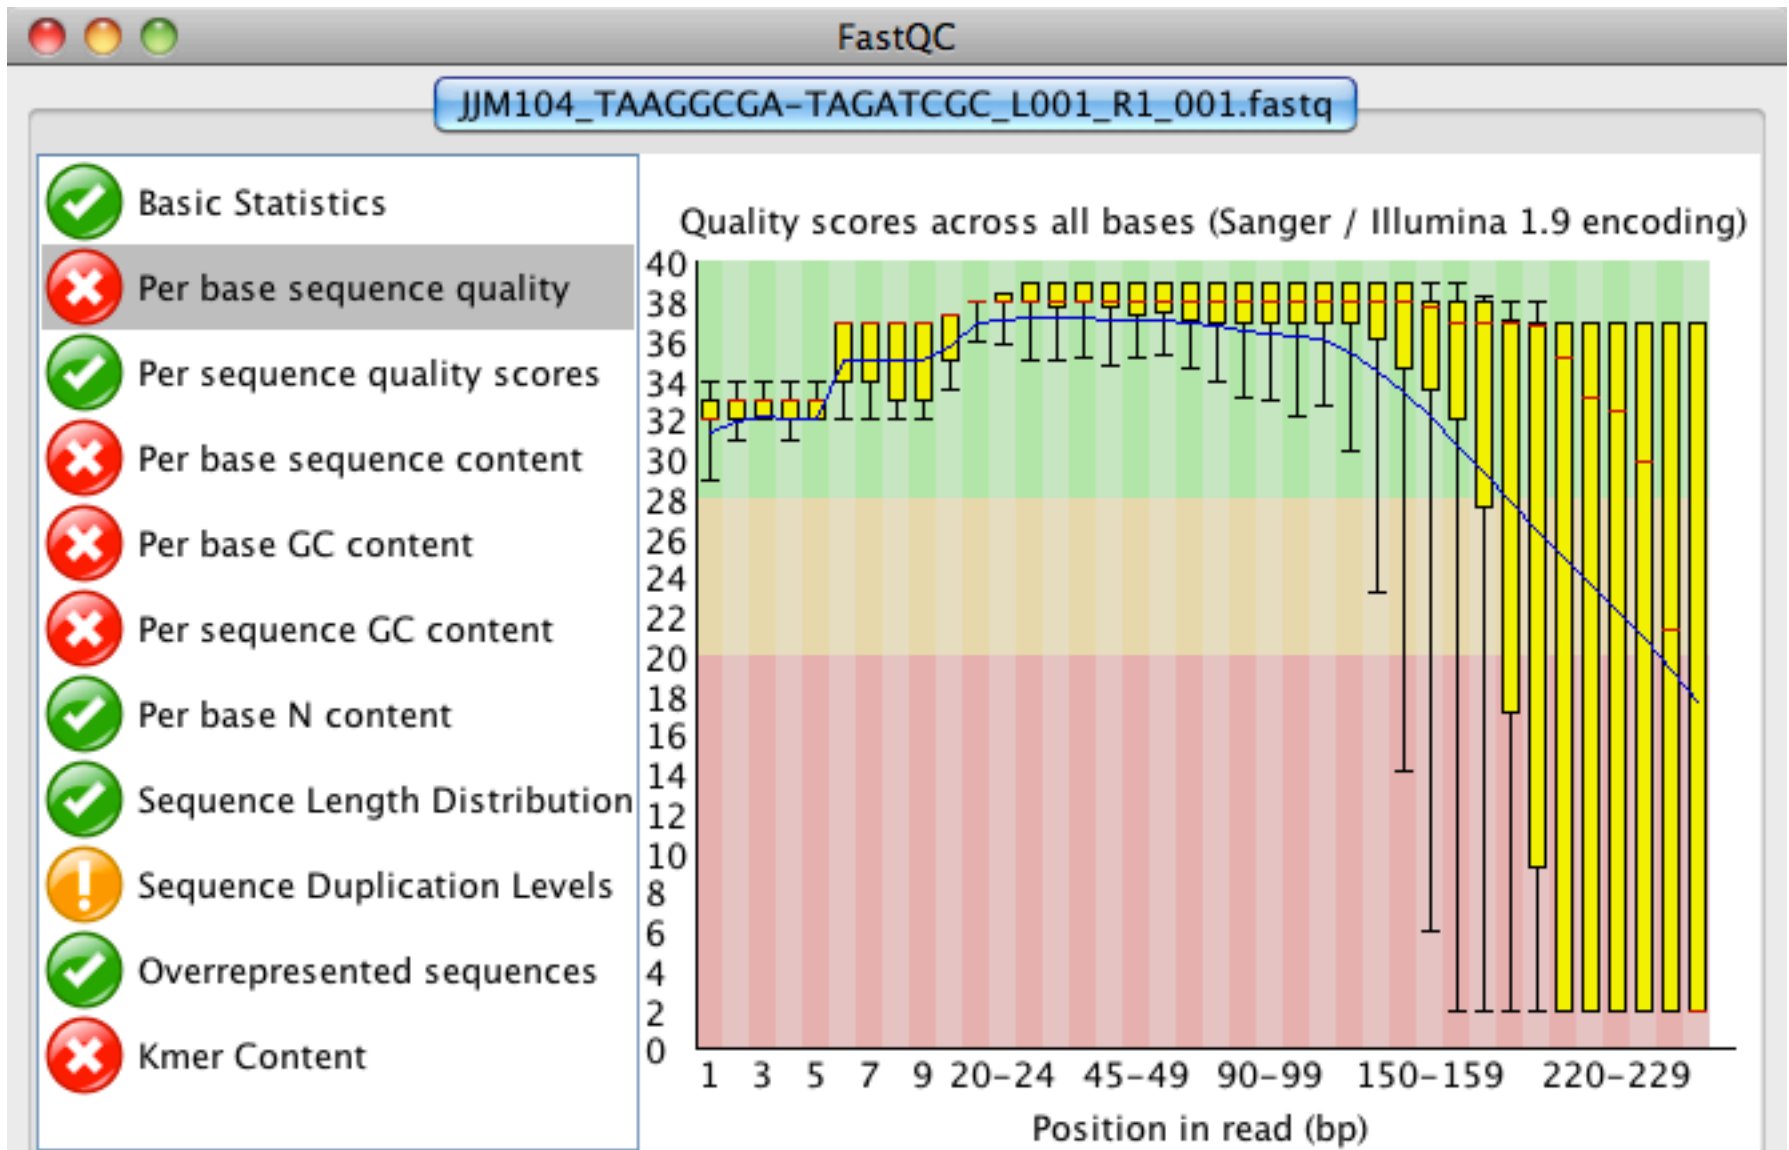 FastQC
JJM104_TAAGGCGA-TAGATCGC_L001_R1_001.fastq
Basic Statistics
Per base sequence quality
Per sequence quality scores
Per base sequence content
Per base GC content
Per sequence GC content
Per base N content
Sequence Length Distribution
Sequence Duplication Levels
Overrepresented sequences
Kmer Content
Quality scores across all bases (Sanger / Illumina 1.9 encoding)
40
38
36
34
32
30
28
26
24
22
20
18
16
14
12
10
8
6
4
2
0
1 3 5 7 9 20-24 45-49 90-99 150-159 220-229
Position in read (bp)